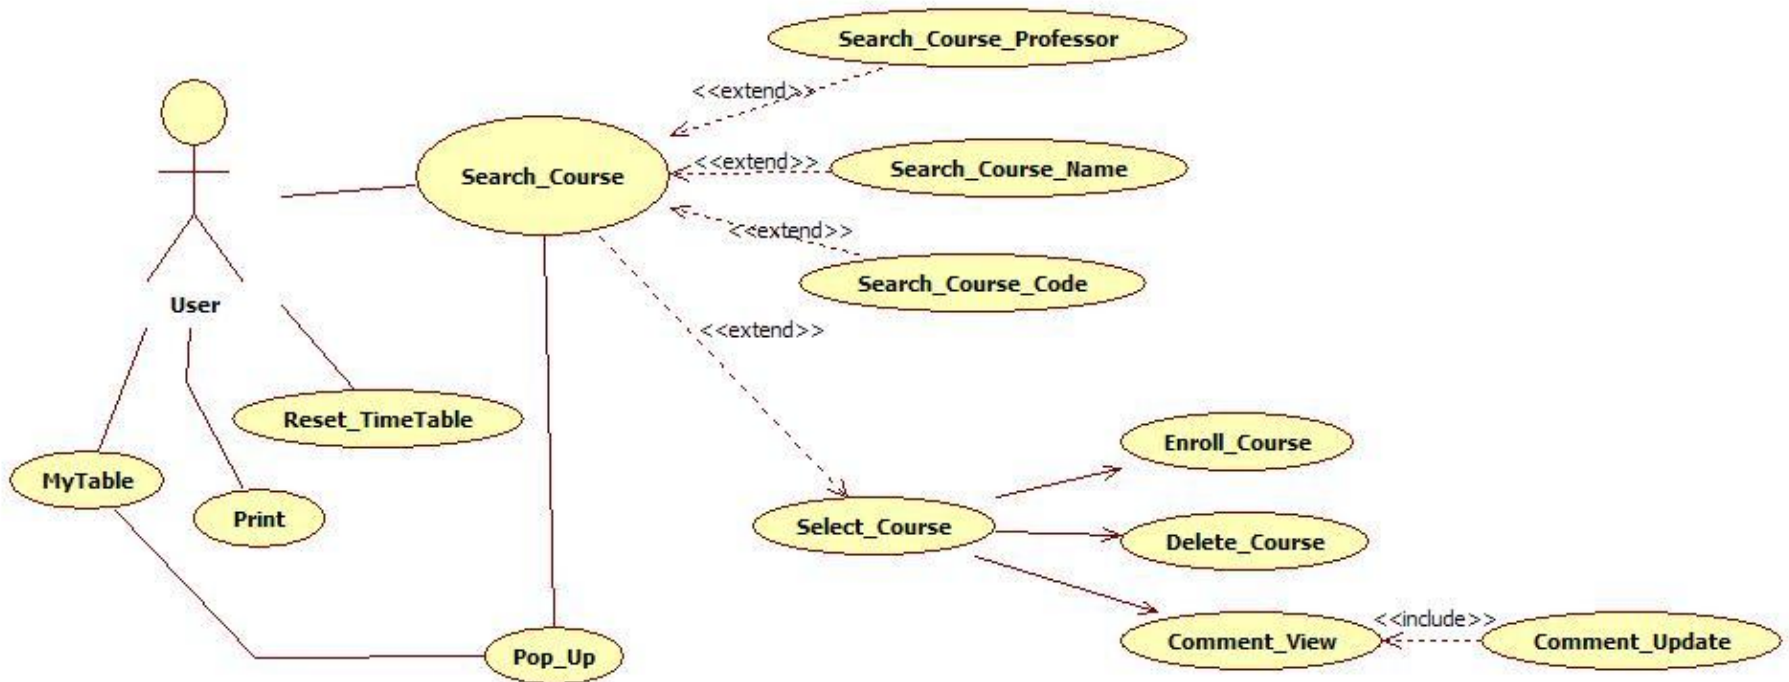 Search_Course_Professor
<<extend>>
Search_Course
<<extend>>
Search_Course_Name
<<extend>>
Search_Course_Code
User
<<extend>>
Reset_TimeTable
Enroll_Course
MyTable
Print
Select_Course
Delete_Course
<<include>>
Pop_Up
Comment_View
Comment_Update